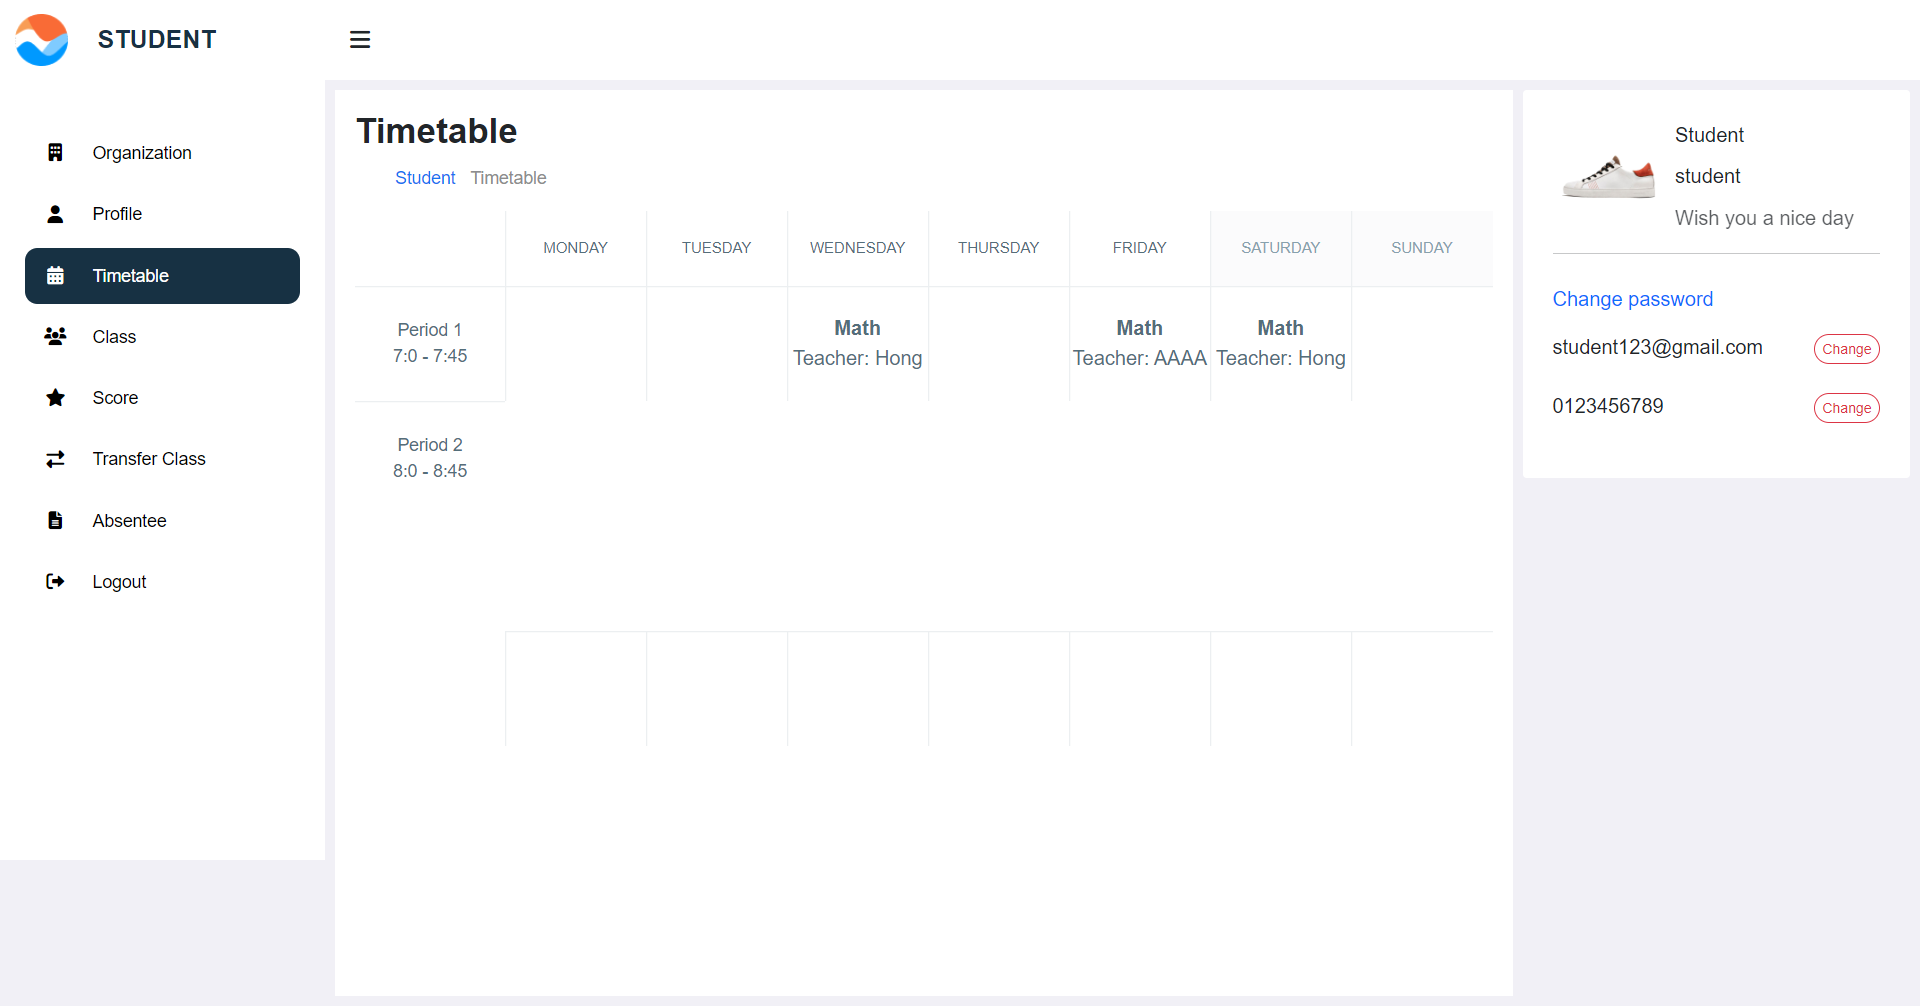 STUDENT
Organization
Profile
Timetable
Class
Score
Transfer Class
Absentee
Logout
Timetable
Student Timetable
MONDAY TUESDAY WEDNESDAY THURSDAY FRIDAY SATURDAY SUNDAY
Period 1
7:0 - 7:45
Math
Teacher: Hong
Math
Teacher: AAAA
Math
Teacher: Hong
Period 2
8:0 - 8:45
Student
student
Wish you a nice day
Change password
student123@gmail.com Change
0123456789 Change